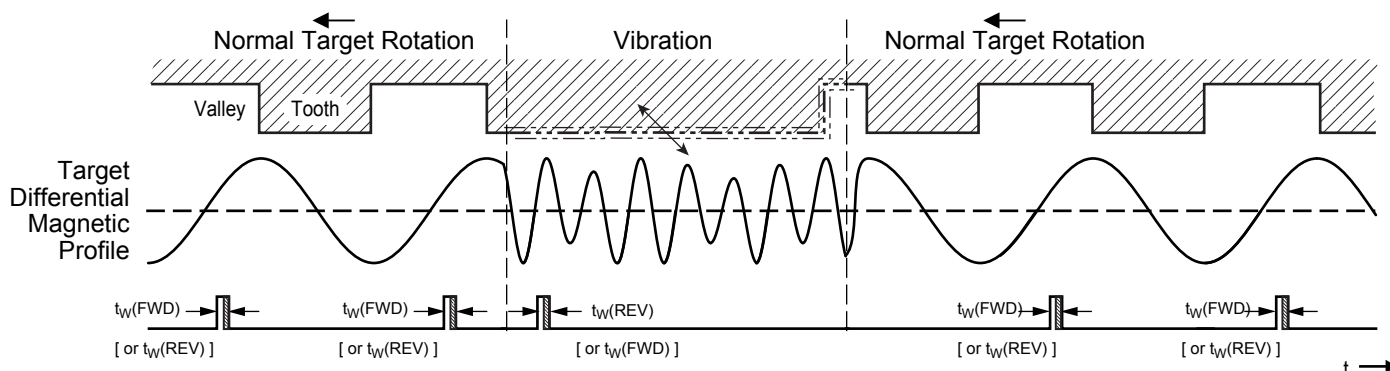 Normal Target Rotation
Vibration
Normal Target Rotation
Valley
Tooth
Target
Differential
Magnetic
Profile
tW(FWD)
tW(FWD)
tW(REV)
tW(FWD)
tW(FWD)
[ or tW(REV) ]
[ or tW(REV) ]
[ or tW(FWD) ]
[ or tW(REV) ]
[ or tW(REV) ]
t